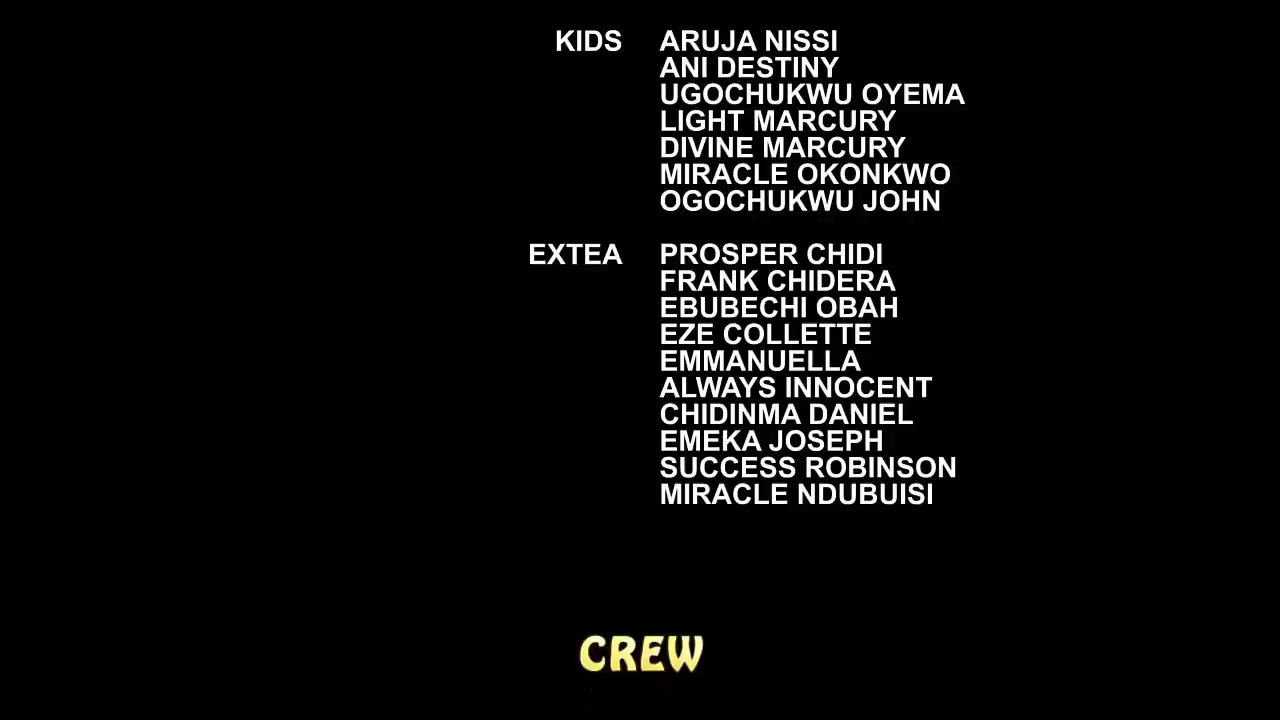 KIDS ARUJA NISSI
ANI DESTINY
UGOCHUKWU OYEMA
LIGHT MARCURY
DIVINE MARCURY
MIRACLE OKONKWO
OGOCHUKWU JOHN
EXTEA PROSPER CHIDI
FRANK CHIDERA
EBUBECHI OBAH
EZE COLLETTE
EMMANUELLA
ALWAYS INNOCENT
CHIDINMA DANIEL
EMEKA JOSEPH
SUCCESS ROBINSON
MIRACLE NDUBUISI
CREW